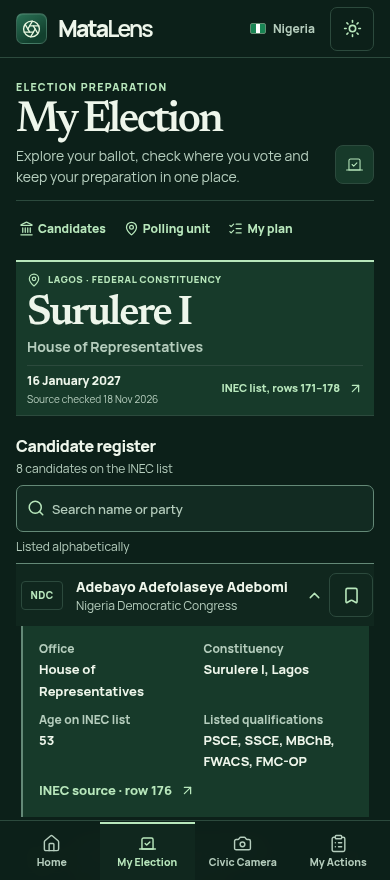 MataLens
Nigeria
ELECTION PREPARATION
My Election
Explore your ballot, check where you vote and
keep your preparation in one place.
Candidates
Polling unit
My plan
LAGOS · FEDERAL CONSTITUENCY
Surulere I
House of Representatives
16 January 2027
INEC list, rows 171–178
Source checked 18 Nov 2026
Candidate register
8 candidates on the INEC list
Search name or party
Listed alphabetically
NDC
Adebayo Adefolaseye Adebomi
Nigeria Democratic Congress
Office
Constituency
House of
Representatives
Surulere I, Lagos
Age on INEC list
Listed qualifications
53
PSCE, SSCE, MBChB,
FWACS, FMC-OP
INEC source · row 176
Home
My Election
Civic Camera
My Actions